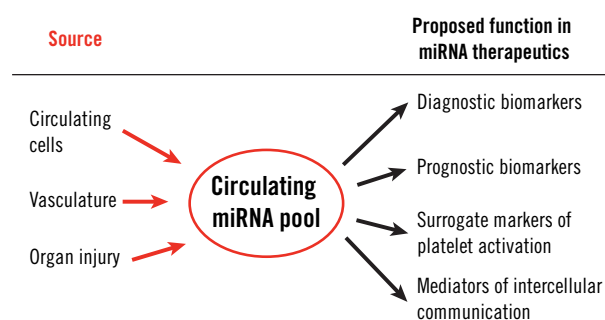 Source
Proposed function in
miRNA therapeutics
Circulating
cells
Vasculature
Organ injury
Circulating
miRNA pool
Diagnostic biomarkers
Prognostic biomarkers
Surrogate markers of
platelet activation
Mediators of intercellular
communication